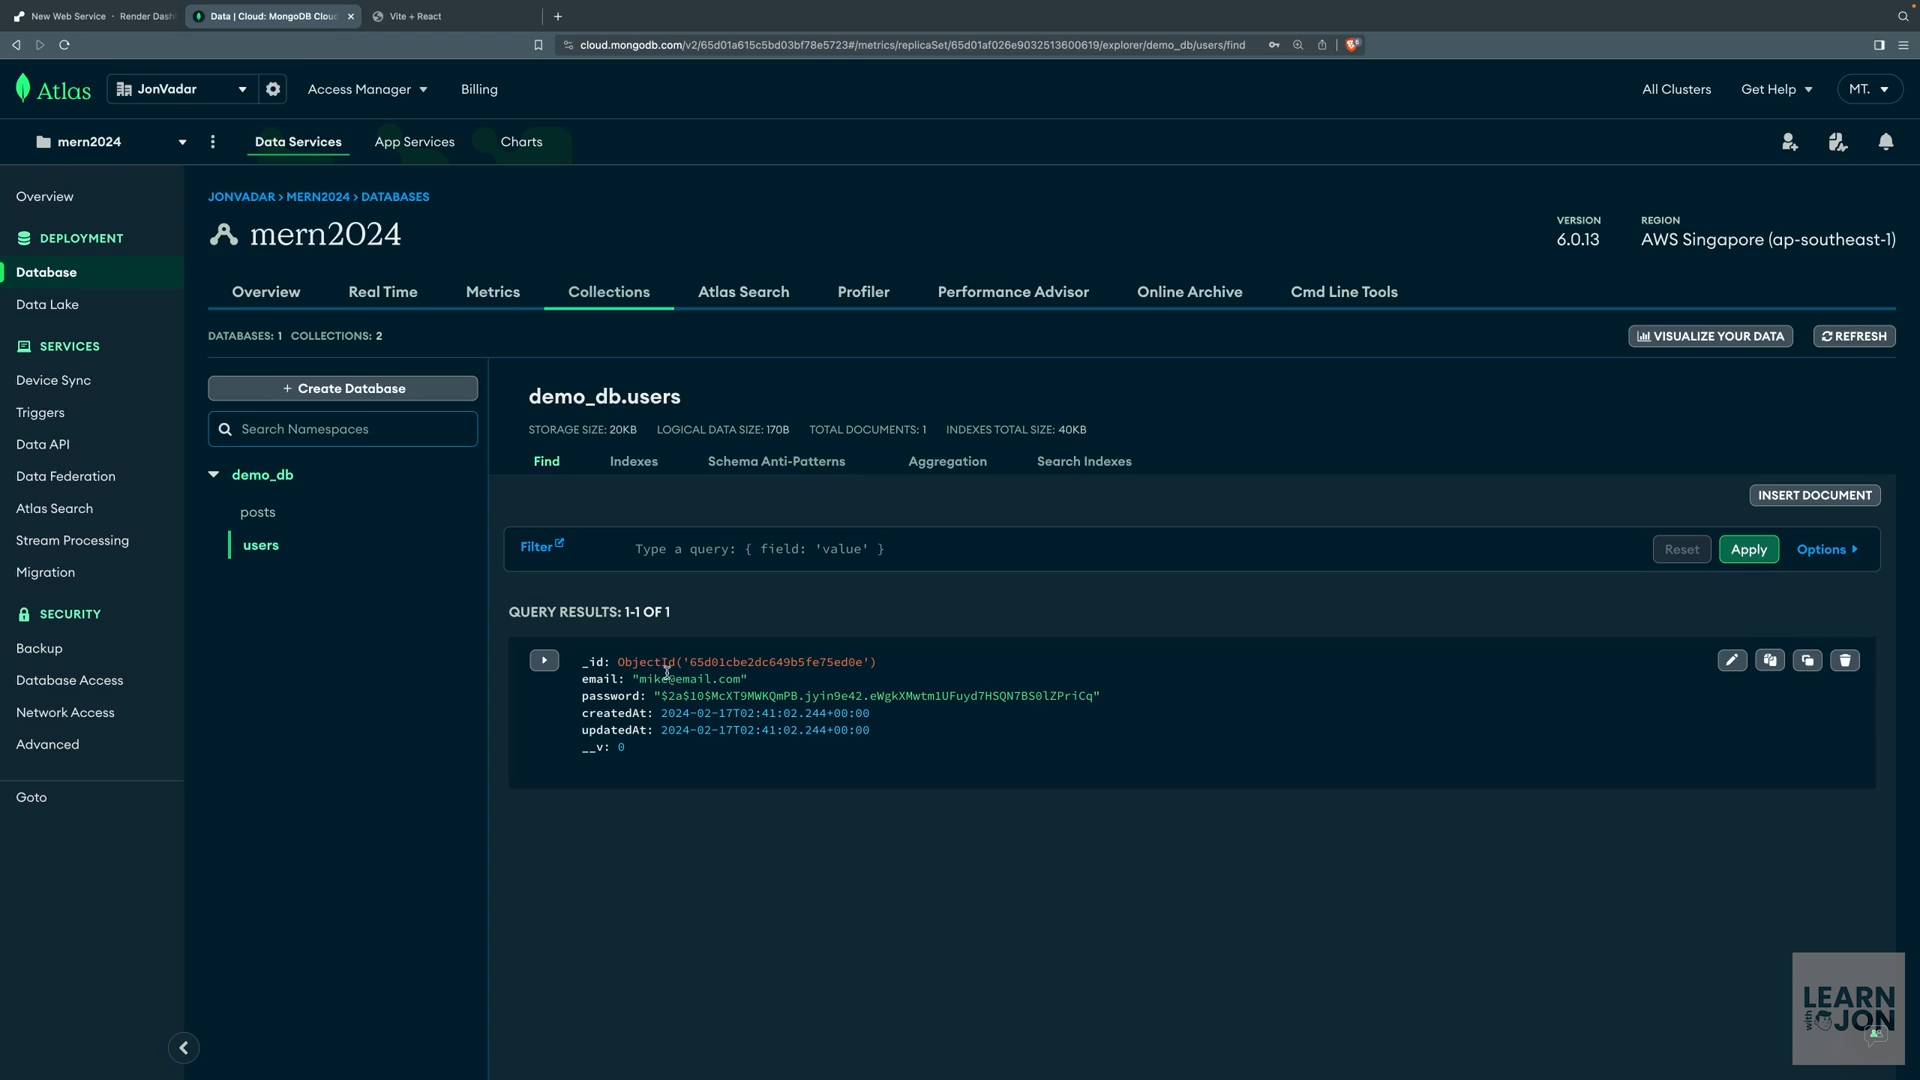 New Web Service · Render Dash
Data | Cloud: MongoDB Cloud
Vite + React
cloud.mongodb.com/v2/65d01a615c5bd03bf78e5723#/metrics/replicaSet/65d01af026e9032513600619/explorer/demo_db/users/find
Atlas
JonVadar
Access Manager
Billing
All Clusters
Get Help
MT.
mern2024
Data Services
App Services
Charts
Overview
DEPLOYMENT
Database
Data Lake
SERVICES
Device Sync
Triggers
Data API
Data Federation
Atlas Search
Stream Processing
Migration
SECURITY
Backup
Database Access
Network Access
Advanced
Goto
JONVADAR > MERN2024 > DATABASES
mern2024
VERSION
6.0.13
REGION
AWS Singapore (ap-southeast-1)
Overview
Real Time
Metrics
Collections
Atlas Search
Profiler
Performance Advisor
Online Archive
Cmd Line Tools
DATABASES: 1 COLLECTIONS: 2
VISUALIZE YOUR DATA
REFRESH
+ Create Database
Search Namespaces
demo_db
posts
users
demo_db.users
STORAGE SIZE: 20KB LOGICAL DATA SIZE: 170B TOTAL DOCUMENTS: 1 INDEXES TOTAL SIZE: 40KB
Find
Indexes
Schema Anti-Patterns
Aggregation
Search Indexes
INSERT DOCUMENT
Filter
Type a query: { field: 'value' }
Reset
Apply
Options
QUERY RESULTS: 1-1 OF 1
_id: ObjectId('65d01cbe2dc649b5fe75ed0e')
email: "mike@email.com"
password: "$2a$10$McXT9MWKQmPB.jyin9e42.eWgkXMwtm1UFuyd7HSQN7BS0lZPriCq"
createdAt: 2024-02-17T02:41:02.244+00:00
updatedAt: 2024-02-17T02:41:02.244+00:00
__v: 0
LEARN
with JON